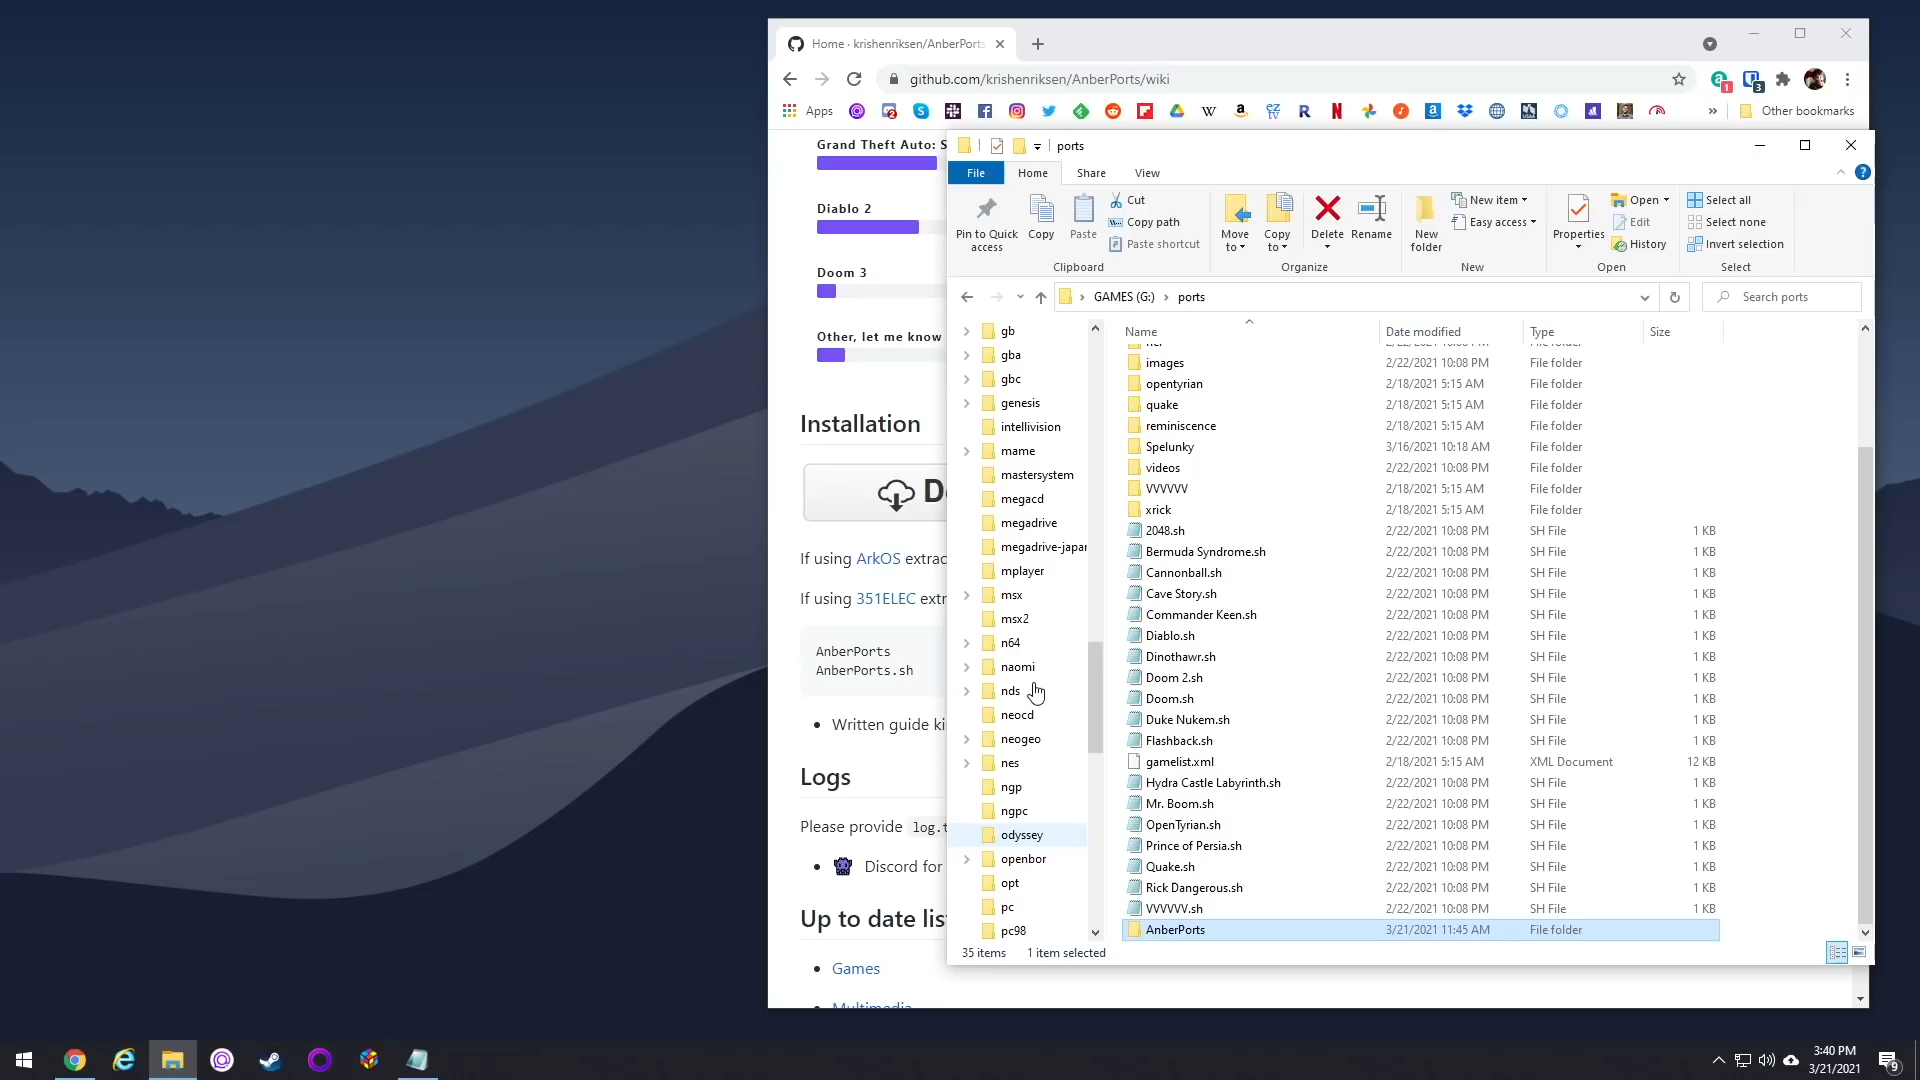 Home · krishenriksen/AnberPorts
github.com/krishenriksen/AnberPorts/wiki
1
3
Apps
2
Other bookmarks
Grand Theft Auto: S
Diablo 2
Doom 3
Other, let me know
Installation
D
If using ArkOS extrac
If using 351ELEC extr
AnberPorts
AnberPorts.sh
Written guide ki
Logs
Please provide log.t
Discord for
Up to date lis
Games
Multimedia
ports
File
Home
Share
View
Pin to Quick access
Copy
Paste
Cut
Copy path
Paste shortcut
Clipboard
Move to
Copy to
Delete
Rename
Organize
New folder
New item
Easy access
New
Properties
Open
Edit
History
Open
Select all
Select none
Invert selection
Select
GAMES (G:) > ports
Search ports
gb
gba
gbc
genesis
intellivision
mame
mastersystem
megacd
megadrive
megadrive-japan
mplayer
msx
msx2
n64
naomi
nds
neocd
neogeo
nes
ngp
ngpc
odyssey
openbor
opt
pc
pc98
Name Date modified Type Size
images 2/22/2021 10:08 PM File folder
opentyrian 2/18/2021 5:15 AM File folder
quake 2/18/2021 5:15 AM File folder
reminiscence 2/18/2021 5:15 AM File folder
Spelunky 3/16/2021 10:18 AM File folder
videos 2/22/2021 10:08 PM File folder
VVVVVV 2/18/2021 5:15 AM File folder
xrick 2/18/2021 5:15 AM File folder
2048.sh 2/22/2021 10:08 PM SH File 1 KB
Bermuda Syndrome.sh 2/22/2021 10:08 PM SH File 1 KB
Cannonball.sh 2/22/2021 10:08 PM SH File 1 KB
Cave Story.sh 2/22/2021 10:08 PM SH File 1 KB
Commander Keen.sh 2/22/2021 10:08 PM SH File 1 KB
Diablo.sh 2/22/2021 10:08 PM SH File 1 KB
Dinothawr.sh 2/22/2021 10:08 PM SH File 1 KB
Doom 2.sh 2/22/2021 10:08 PM SH File 1 KB
Doom.sh 2/22/2021 10:08 PM SH File 1 KB
Duke Nukem.sh 2/22/2021 10:08 PM SH File 1 KB
Flashback.sh 2/22/2021 10:08 PM SH File 1 KB
gamelist.xml 2/18/2021 5:15 AM XML Document 12 KB
Hydra Castle Labyrinth.sh 2/22/2021 10:08 PM SH File 1 KB
Mr. Boom.sh 2/22/2021 10:08 PM SH File 1 KB
OpenTyrian.sh 2/22/2021 10:08 PM SH File 1 KB
Prince of Persia.sh 2/22/2021 10:08 PM SH File 1 KB
Quake.sh 2/22/2021 10:08 PM SH File 1 KB
Rick Dangerous.sh 2/22/2021 10:08 PM SH File 1 KB
VVVVVV.sh 2/22/2021 10:08 PM SH File 1 KB
AnberPorts 3/21/2021 11:45 AM File folder
35 items 1 item selected
3:40 PM
3/21/2021
9